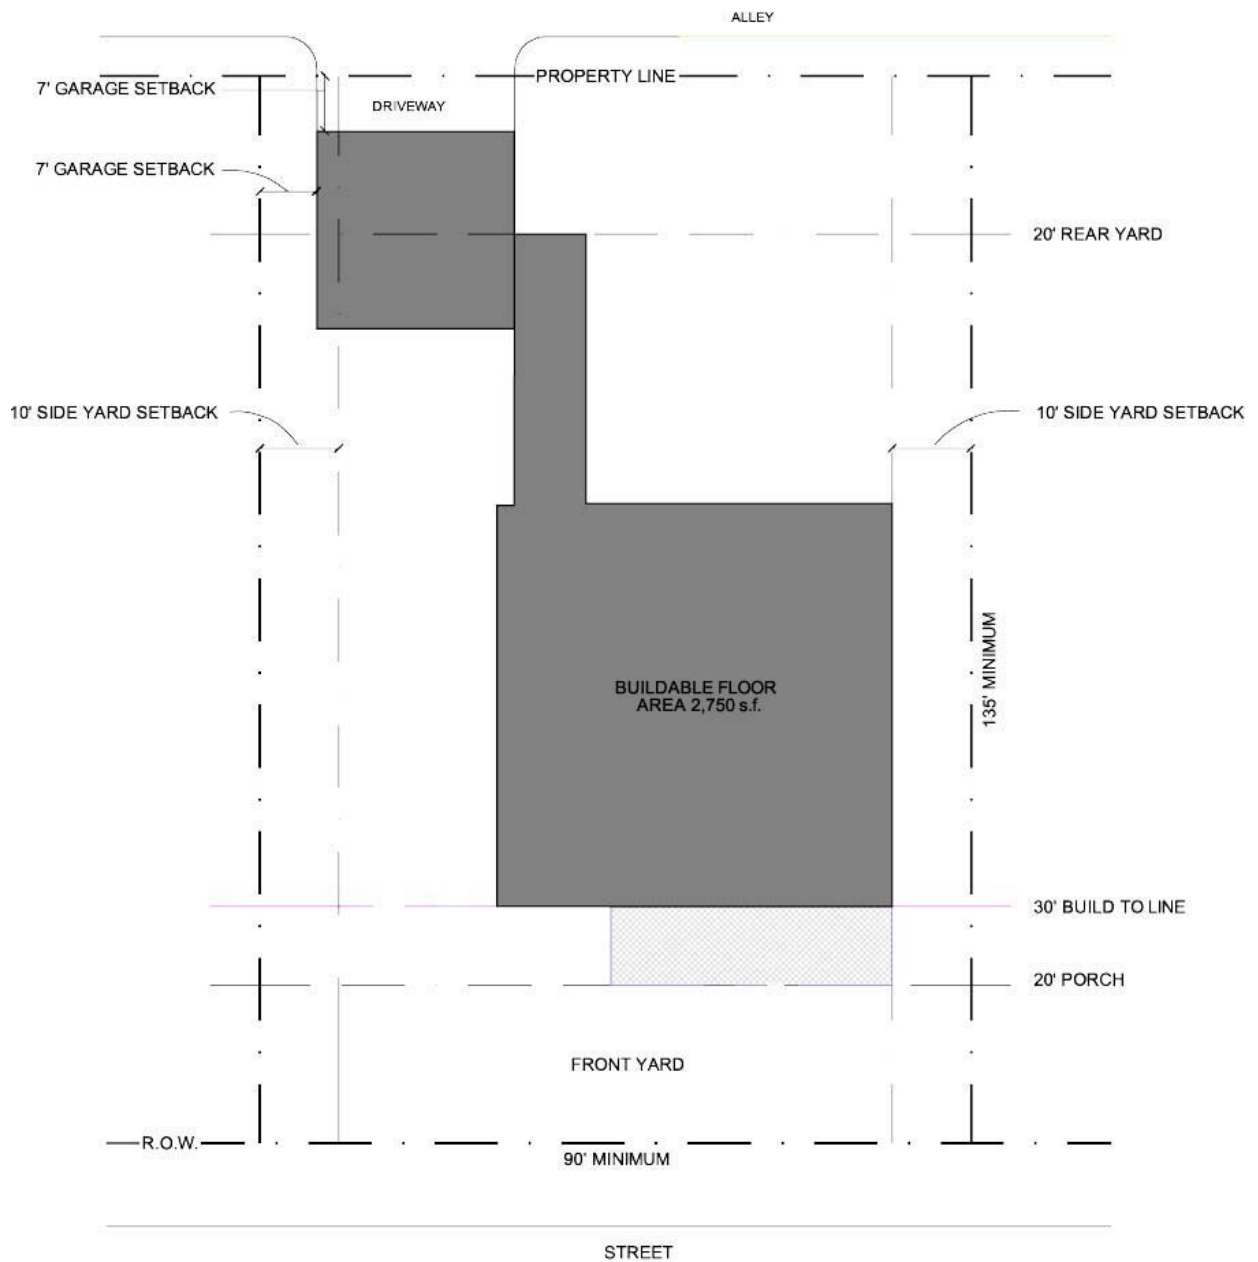 ALLEY
PROPERTY LINE
7' GARAGE SETBACK
DRIVEWAY
7' GARAGE SETBACK
20' REAR YARD
10' SIDE YARD SETBACK
10' SIDE YARD SETBACK
135' MINIMUM
BUILDABLE FLOOR
AREA 2,750 s.f.
30' BUILD TO LINE
20' PORCH
FRONT YARD
R.O.W.
90' MINIMUM
STREET